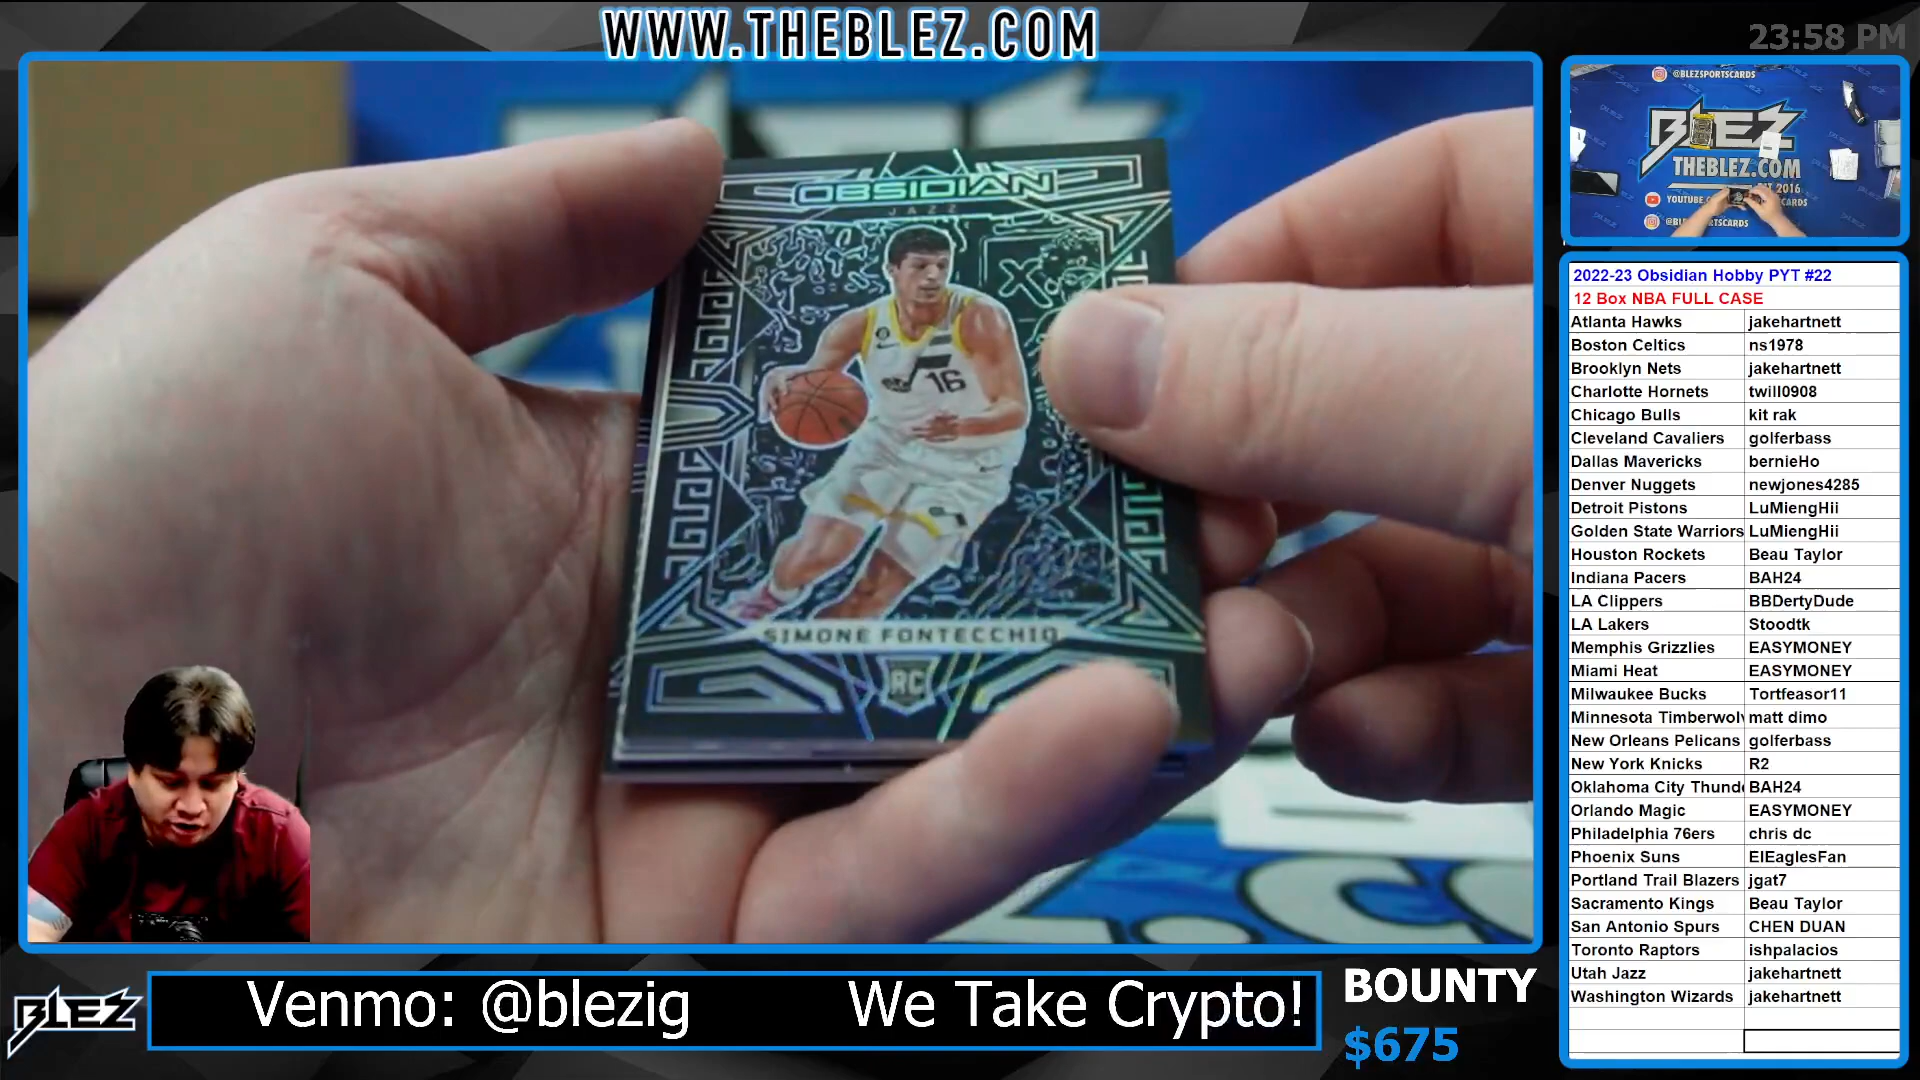 WWW.THEBLEZ.COM
23:58 PM
OBSIDIAN
JAZZ
16
SIMONE FONTECCHIO
RC
@BLEZSPORTSCARDS
BLEZ
THEBLEZ.COM
2016
YOUTUBE.C
CARDS
@BL
SPORTSCARDS
2022-23 Obsidian Hobby PYT #22
12 Box NBA FULL CASE
Atlanta Hawks jakehartnett
Boston Celtics ns1978
Brooklyn Nets jakehartnett
Charlotte Hornets twill0908
Chicago Bulls kit rak
Cleveland Cavaliers golferbass
Dallas Mavericks bernieHo
Denver Nuggets newjones4285
Detroit Pistons LuMiengHii
Golden State Warriors LuMiengHii
Houston Rockets Beau Taylor
Indiana Pacers BAH24
LA Clippers BBDertyDude
LA Lakers Stoodtk
Memphis Grizzlies EASYMONEY
Miami Heat EASYMONEY
Milwaukee Bucks Tortfeasor11
Minnesota Timberwolv matt dimo
New Orleans Pelicans golferbass
New York Knicks R2
Oklahoma City Thund BAH24
Orlando Magic EASYMONEY
Philadelphia 76ers chris dc
Phoenix Suns ElEaglesFan
Portland Trail Blazers jgat7
Sacramento Kings Beau Taylor
San Antonio Spurs CHEN DUAN
Toronto Raptors ishpalacios
Utah Jazz jakehartnett
Washington Wizards jakehartnett
BLEZ
Venmo: @blezig We Take Crypto!
BOUNTY
$675